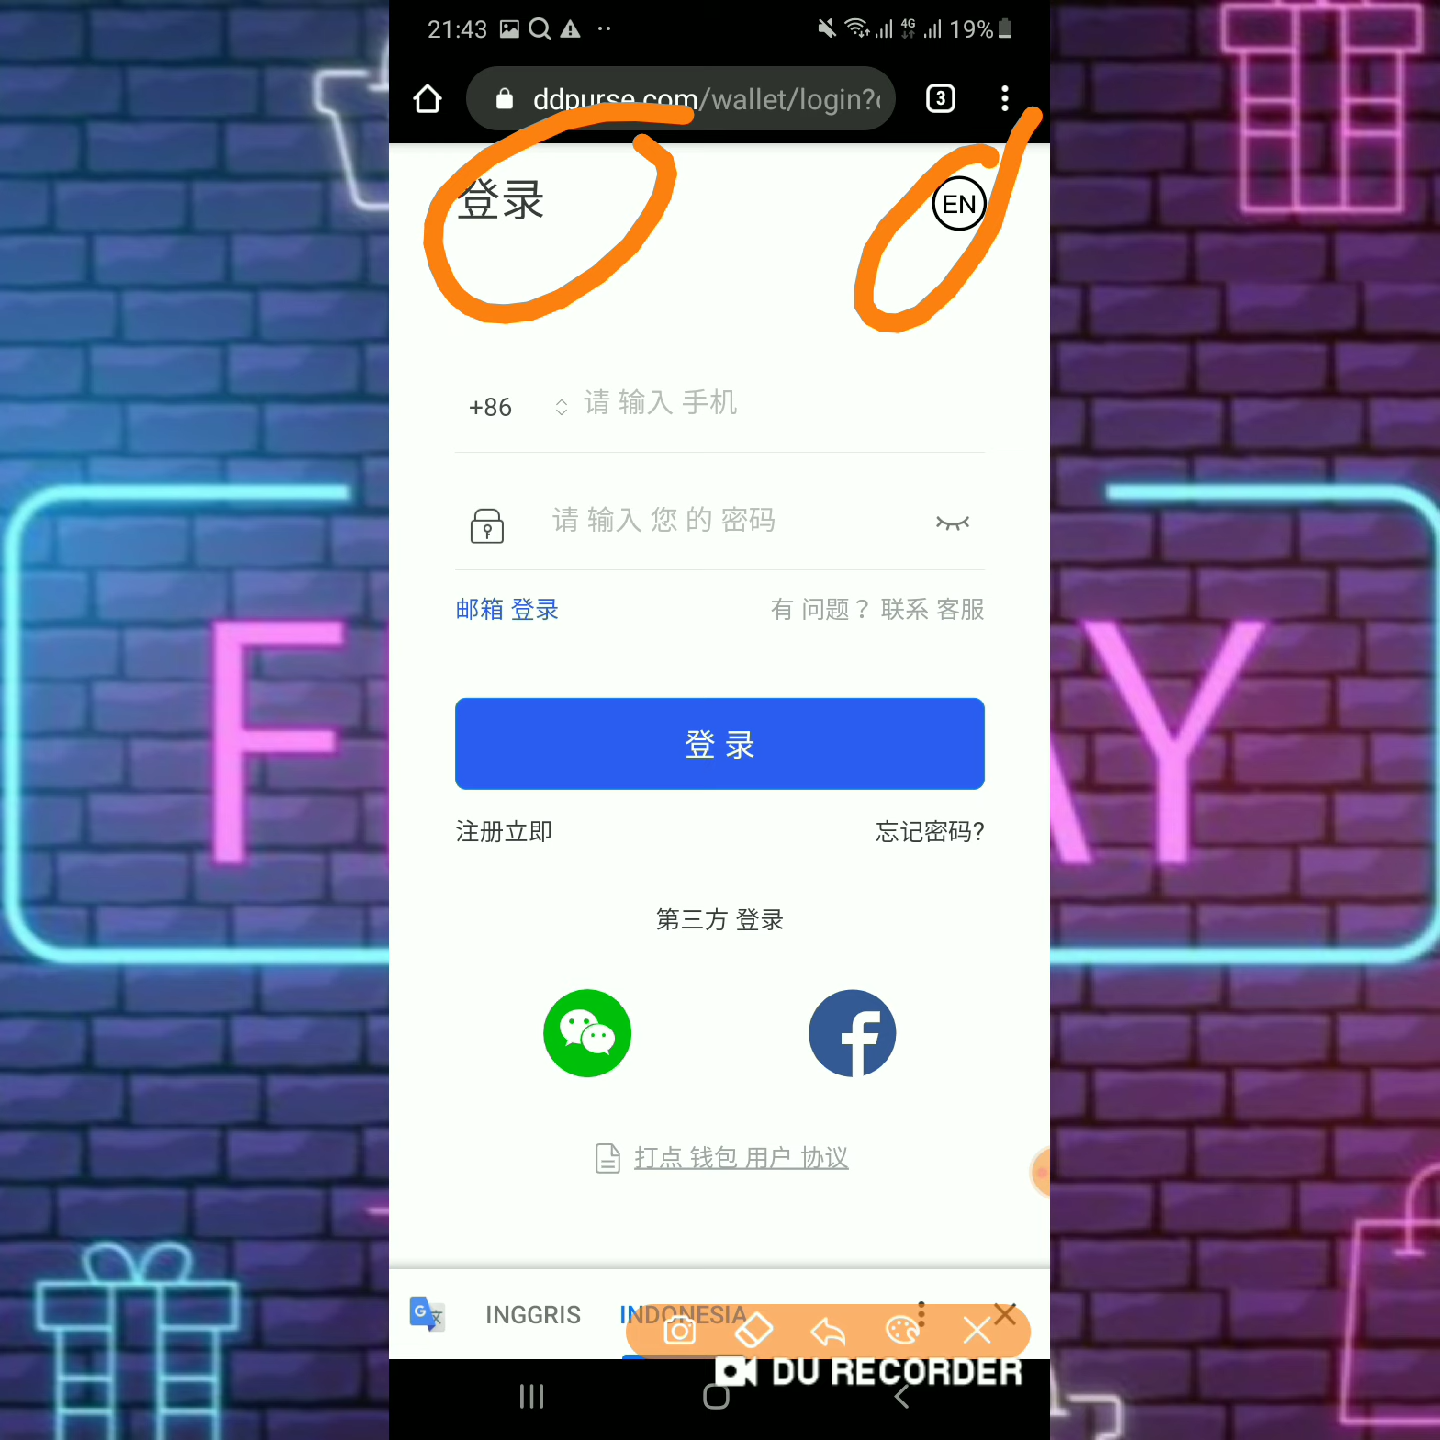 21:43
4G
19%
ddpurse.com/wallet/login?
3
登录
EN
+86
请 输入 手机
请 输入 您 的 密码
邮箱 登录
有 问题？ 联系 客服
F
AY
登 录
注册立即
忘记密码?
第三方 登录
打点 钱包 用户 协议
INGGRIS
INDONESIA
DU RECORDER